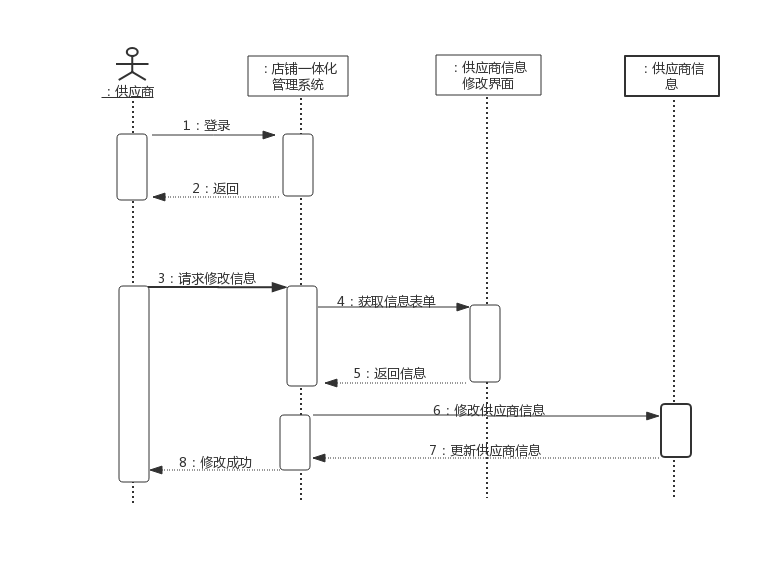 ：供应商
：店铺一体化
管理系统
：供应商信息
修改界面
：供应商信
息
1：登录
2：返回
3：请求修改信息
4：获取信息表单
5：返回信息
6：修改供应商信息
7：更新供应商信息
8：修改成功